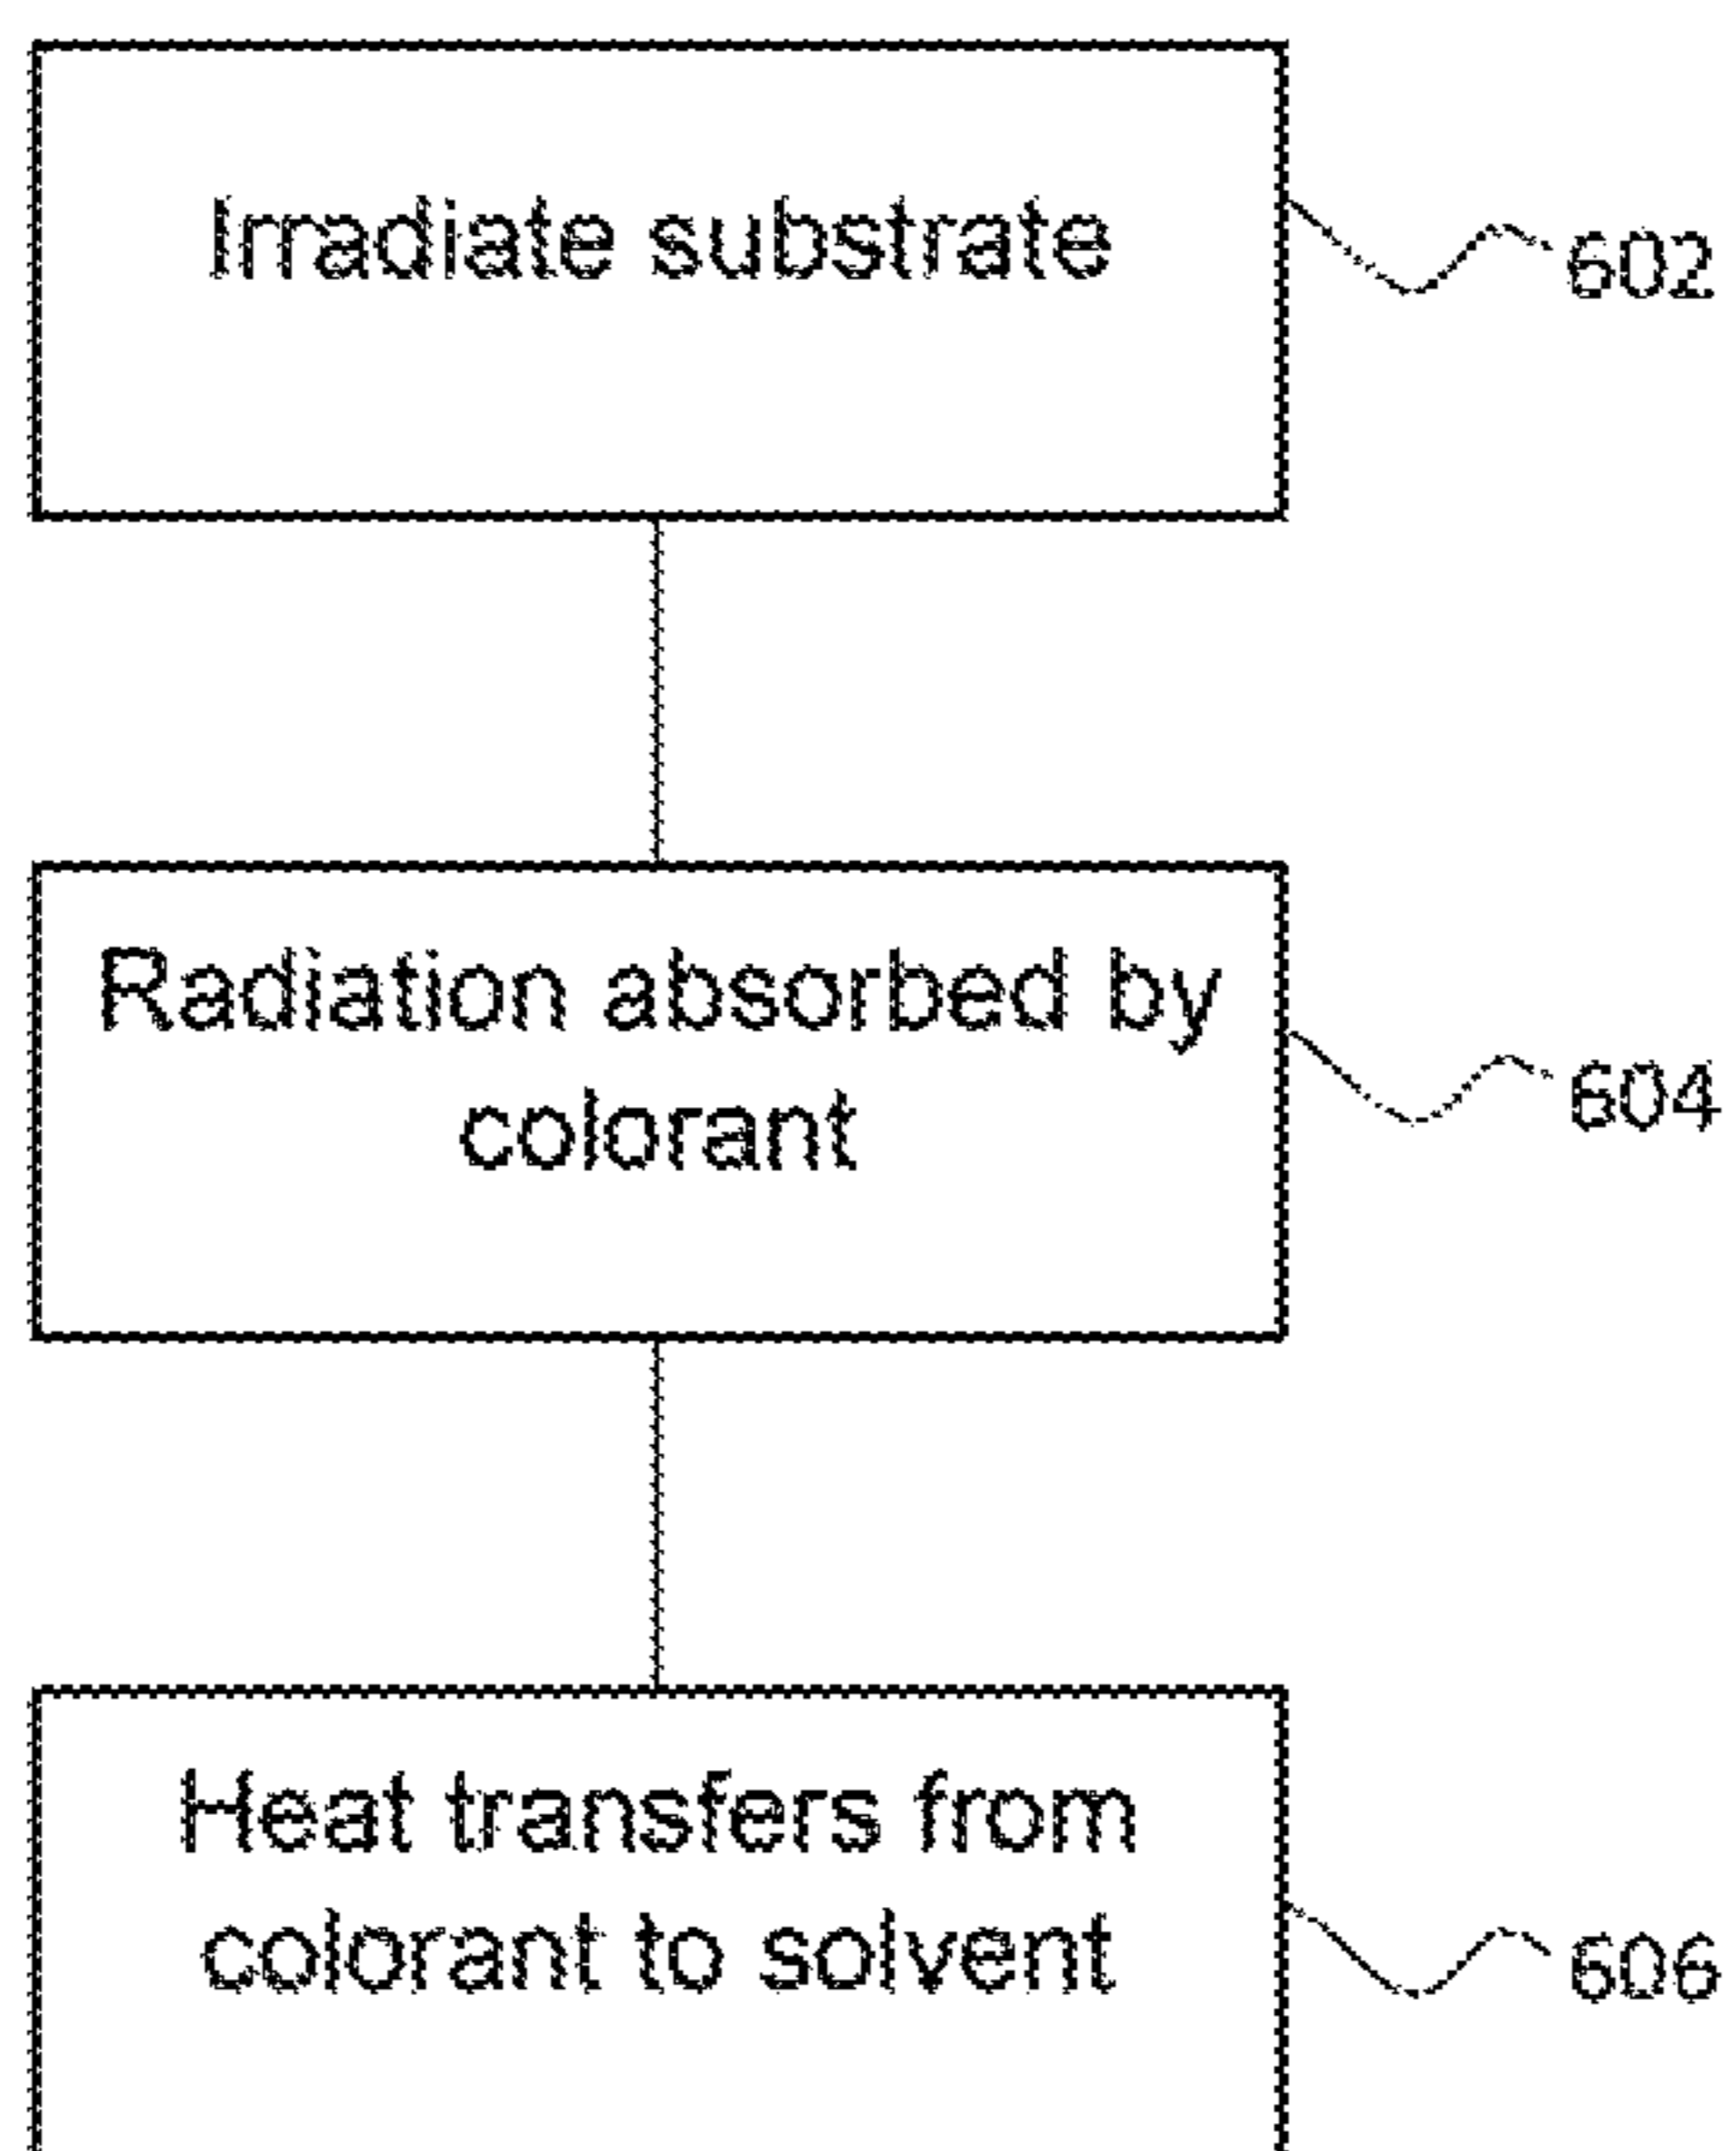 Irradiate substrate
602
Radiation absorbed by
colorant
604
Heat transfers from
colorant to solvent
606